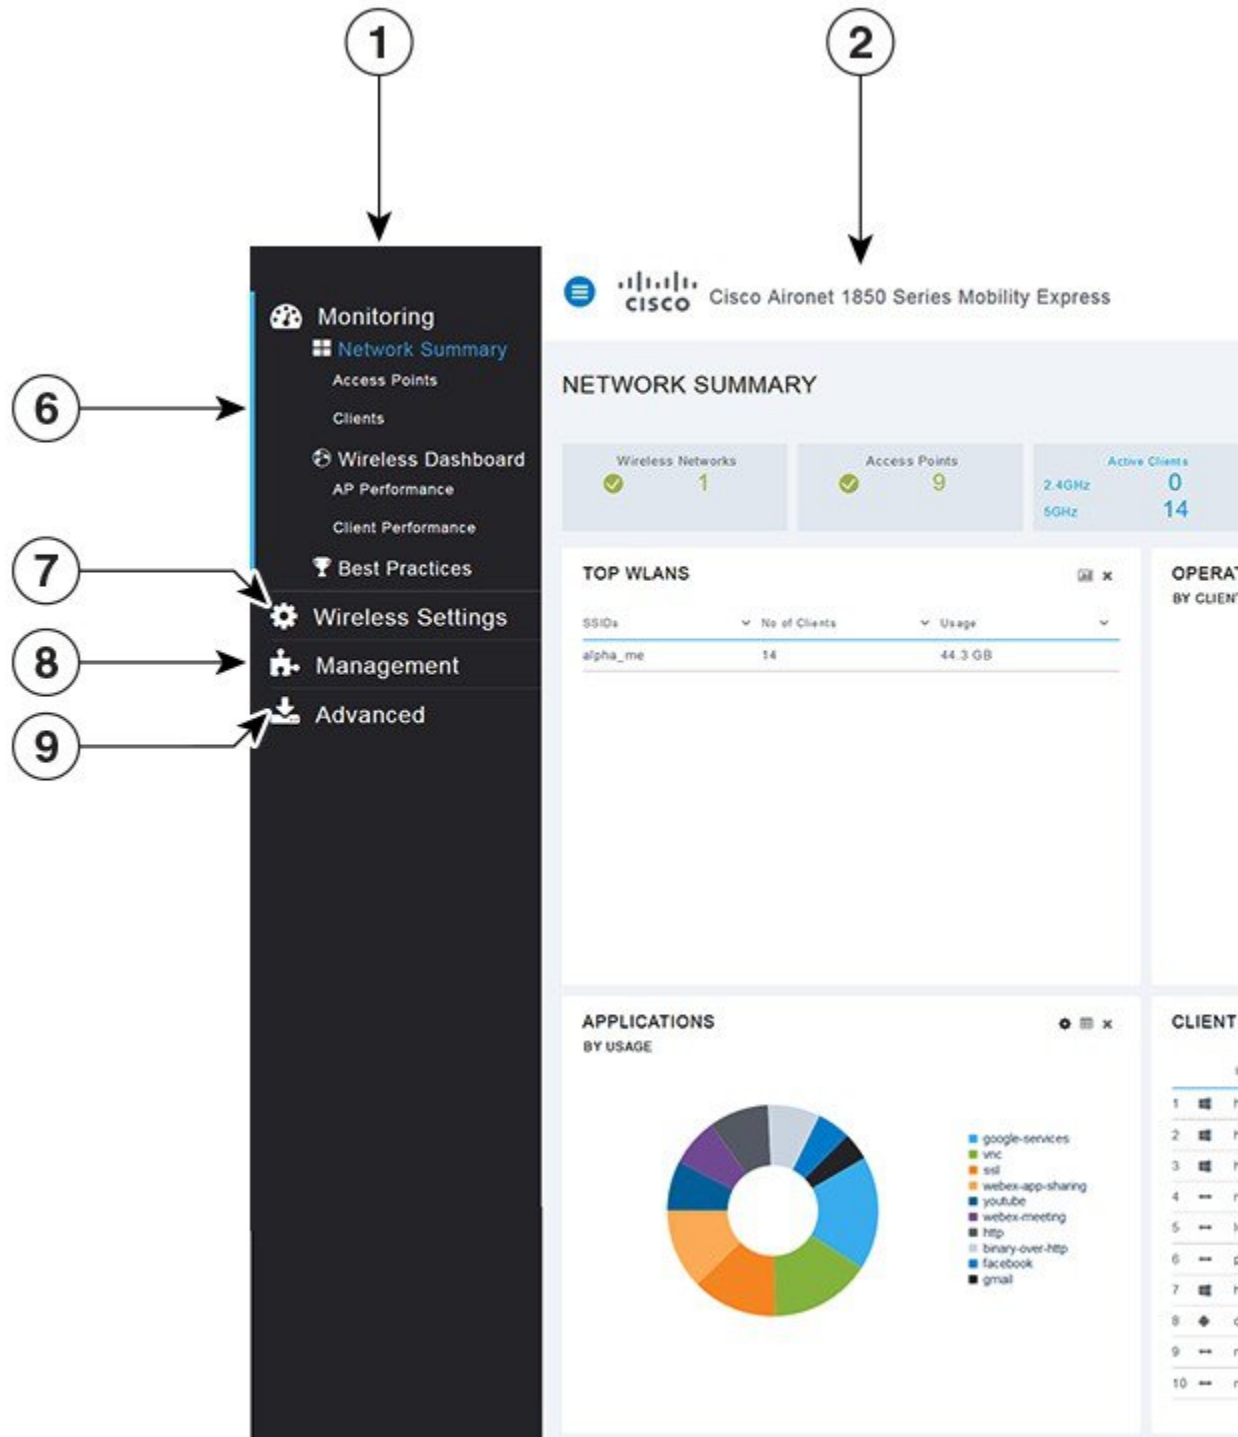 1
2
Monitoring
Network Summary
Access Points
Clients
Wireless Dashboard
AP Performance
Client Performance
Best Practices
Wireless Settings
Management
Advanced
6
7
8
9
CISCO
Cisco Aironet 1850 Series Mobility Express
NETWORK SUMMARY
Wireless Networks
1
Access Points
9
Active Clients
2.4GHz 0
5GHz 14
TOP WLANS
SSIDs No of Clients Usage
alpha_me 14 44.3 GB
OPERAT
BY CLIENT
APPLICATIONS
BY USAGE
google-services
vnc
ssl
webex-app-sharing
youtube
webex-meeting
http
binary-over-http
facebook
gmail
CLIENT
1
2
3
4
5
6
7
8
9
10